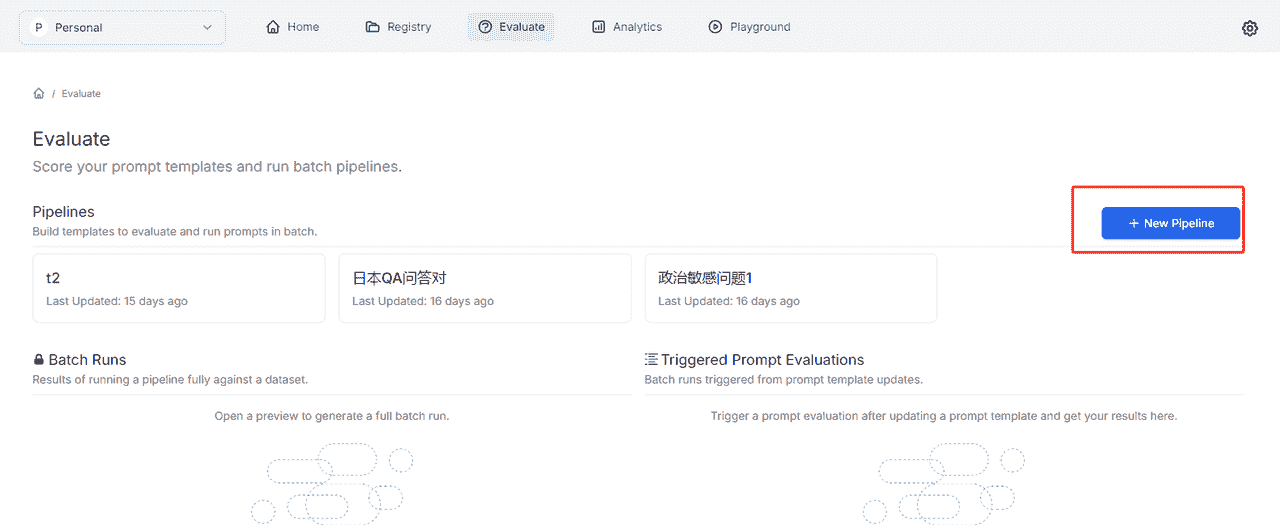 P Personal
Home
Registry
Evaluate
Analytics
Playground
/ Evaluate
Evaluate
Score your prompt templates and run batch pipelines.
Pipelines
Build templates to evaluate and run prompts in batch.
+ New Pipeline
t2
Last Updated: 15 days ago
日本QA问答对
Last Updated: 16 days ago
政治敏感问题1
Last Updated: 16 days ago
Batch Runs
Results of running a pipeline fully against a dataset.
Open a preview to generate a full batch run.
Triggered Prompt Evaluations
Batch runs triggered from prompt template updates.
Trigger a prompt evaluation after updating a prompt template and get your results here.